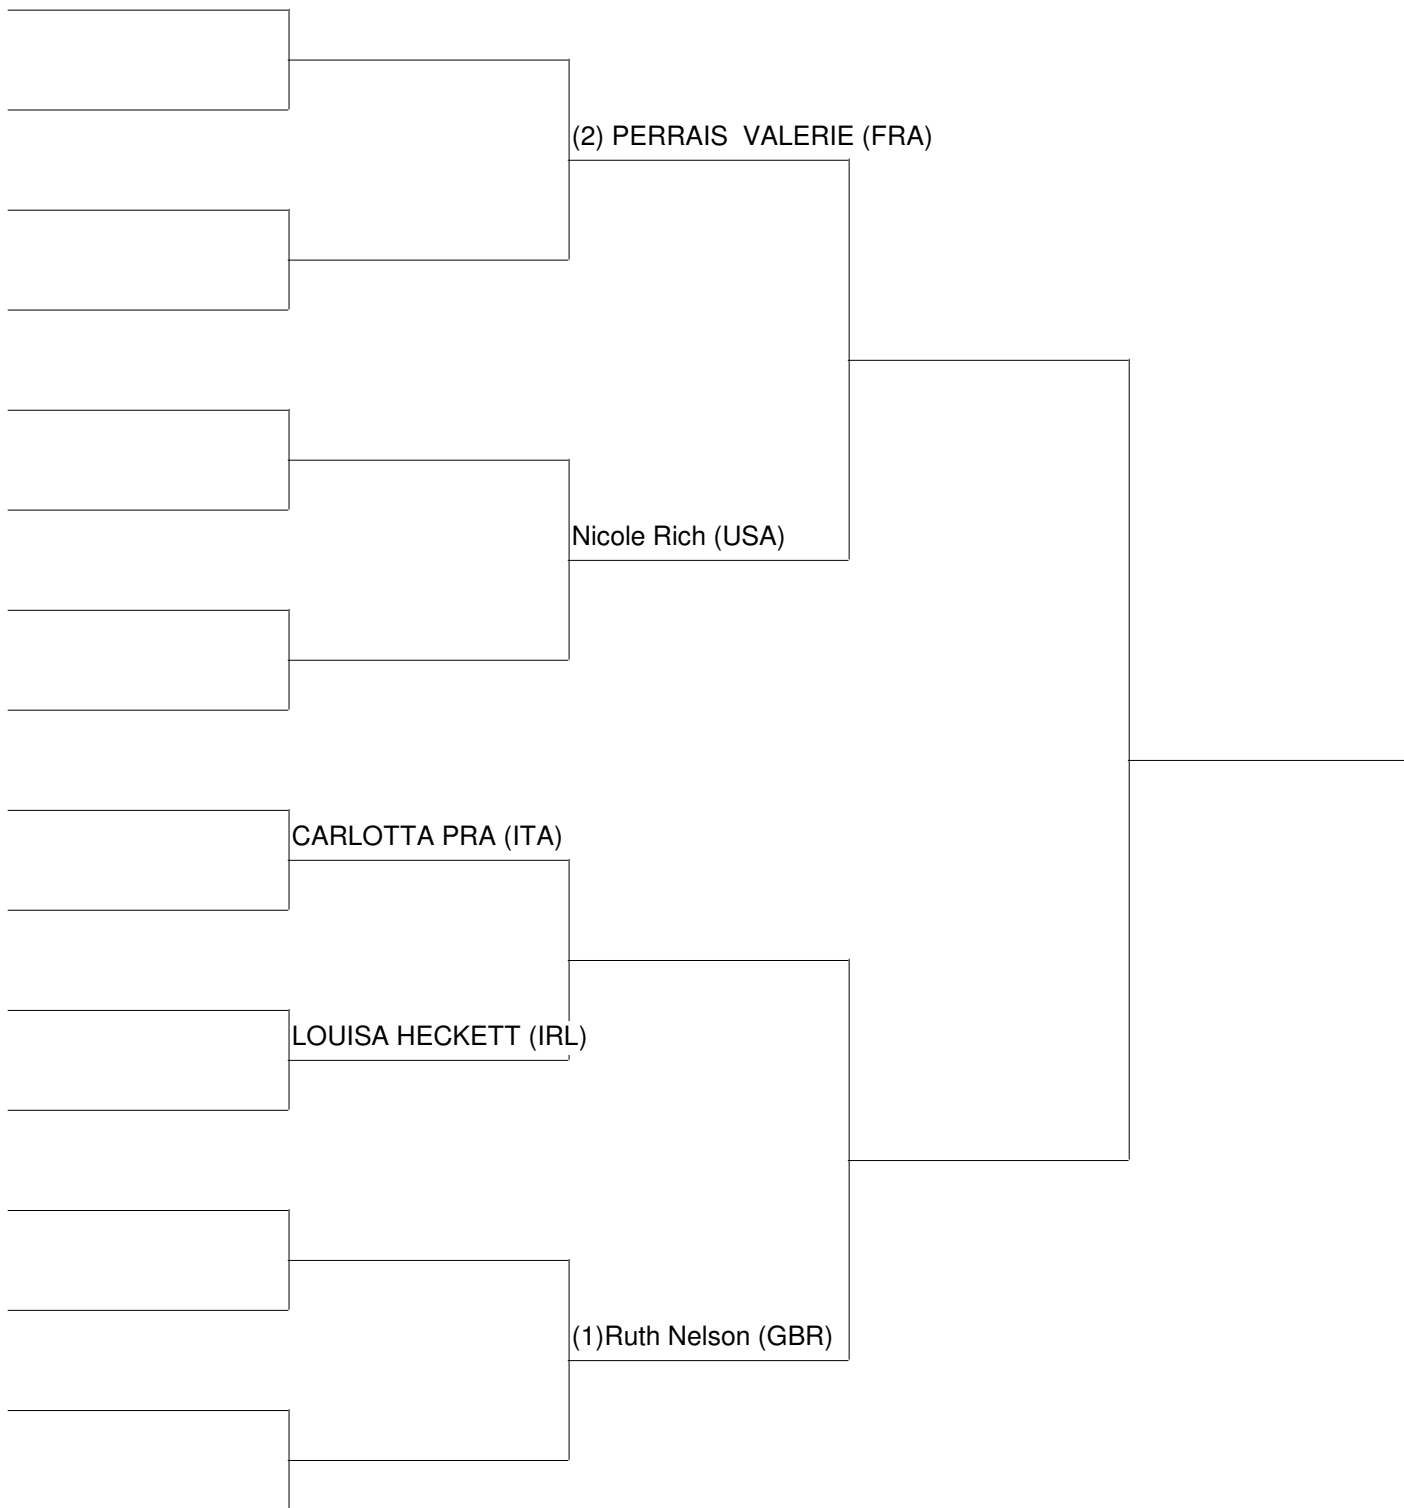 (2) PERRAIS  VALERIE (FRA)
Nicole Rich (USA)
CARLOTTA PRA (ITA)
LOUISA HECKETT (IRL)
(1)Ruth Nelson (GBR)